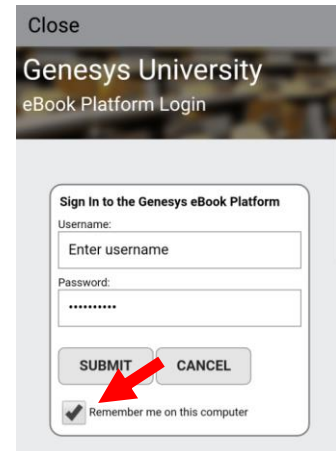 Close
Genesys University
eBook Platform Login
Sign In to the Genesys eBook Platform
Username:
Enter username
Password:
••••••••••
SUBMIT CANCEL
Remember me on this computer